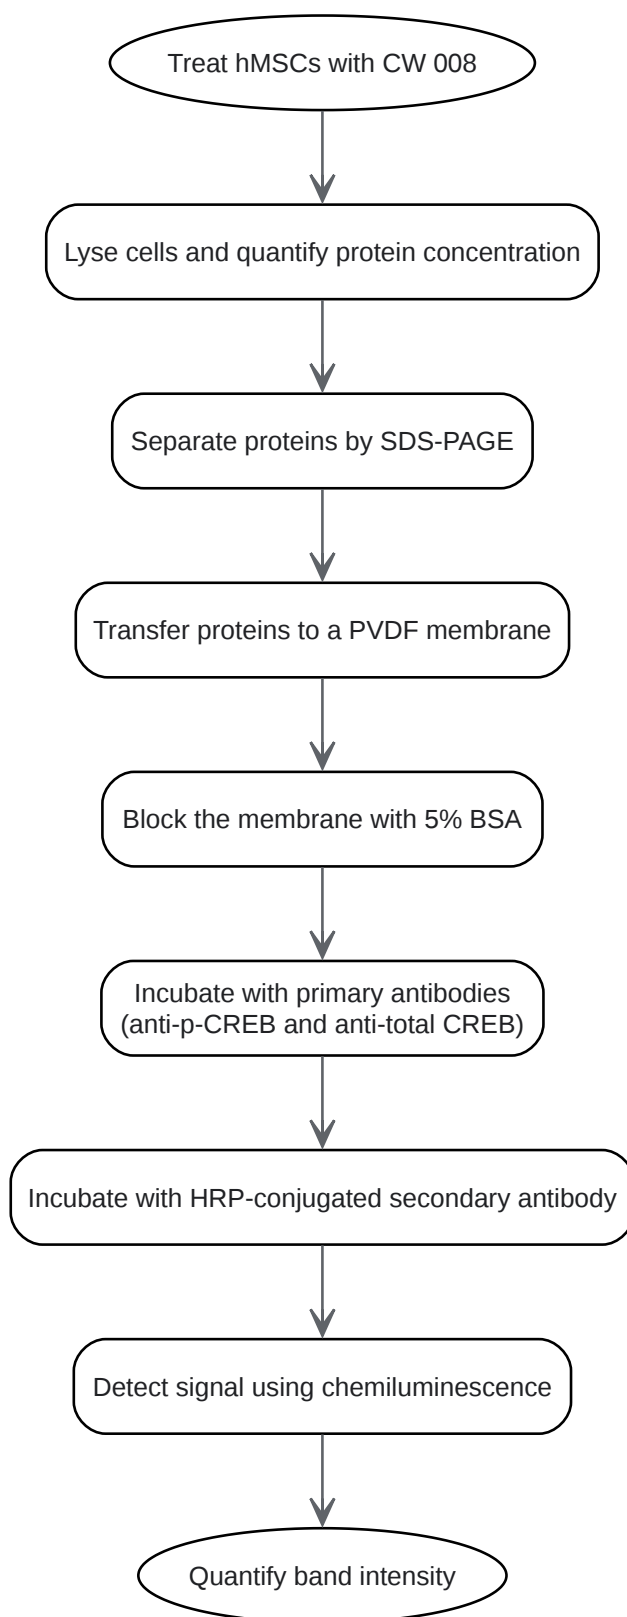 Treat hMSCs with CW 008
Lyse cells and quantify protein concentration
Separate proteins by SDS-PAGE
Transfer proteins to a PVDF membrane
Block the membrane with 5% BSA
Incubate with primary antibodies
(anti-p-CREB and anti-total CREB)
Incubate with HRP-conjugated secondary antibody
Detect signal using chemiluminescence
Quantify band intensity